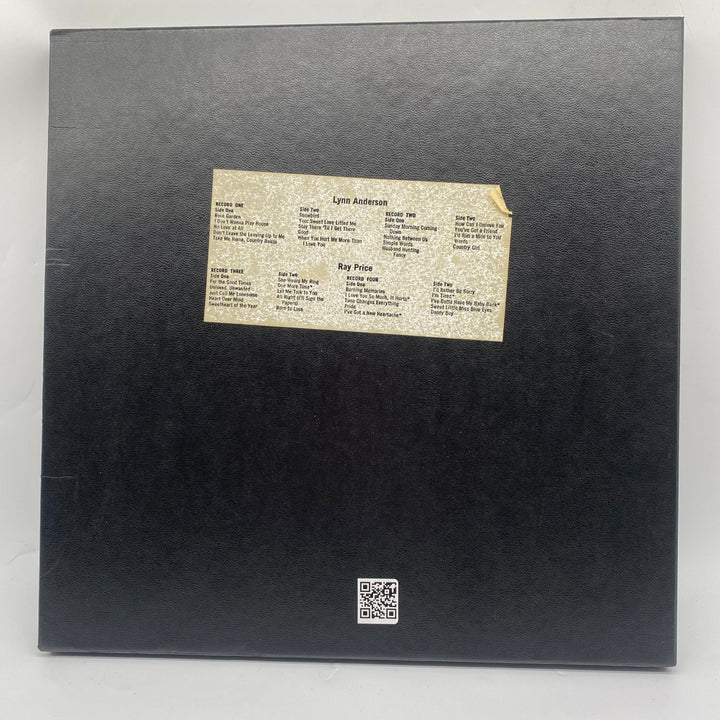 Lynn Anderson
RECORD ONE
Side One
Rose Garden
I Don't Wanna Play House
No Love at All
Don't Leave the Leaving Up to Me
Take Me Home, Country Roads
Side Two
Snowbird
Your Sweet Love Lifted Me
Stay There 'Til I Get There
Good
When You Hurt Me More Than
I Love You
RECORD TWO
Side One
Sunday Morning Coming
Down
Nothing Between Us
Simple Words
Husband Hunting
Fancy
Side Two
How Can I Unlove You
You've Got a Friend
I'd Run a Mile to You
Words
Country Girl
Ray Price
RECORD THREE
Side One
For the Good Times
Unloved, Unwanted
Just Call Me Lonesome
Heart Over Mind
Sweetheart of the Year
Side Two
She Wears My Ring
One More Time*
Let Me Talk to You
All Right (I'll Sign the
Papers)
Born to Lose
RECORD FOUR
Side One
Burning Memories
I Love You So Much, It Hurts*
Time Changes Everything
Pride
I've Got a New Heartache*
Side Two
I'll Rather Be Sorry
I'm Tired*
I've Gotta Have My Baby Back*
Sweet Little Miss Blue Eyes
Danny Boy